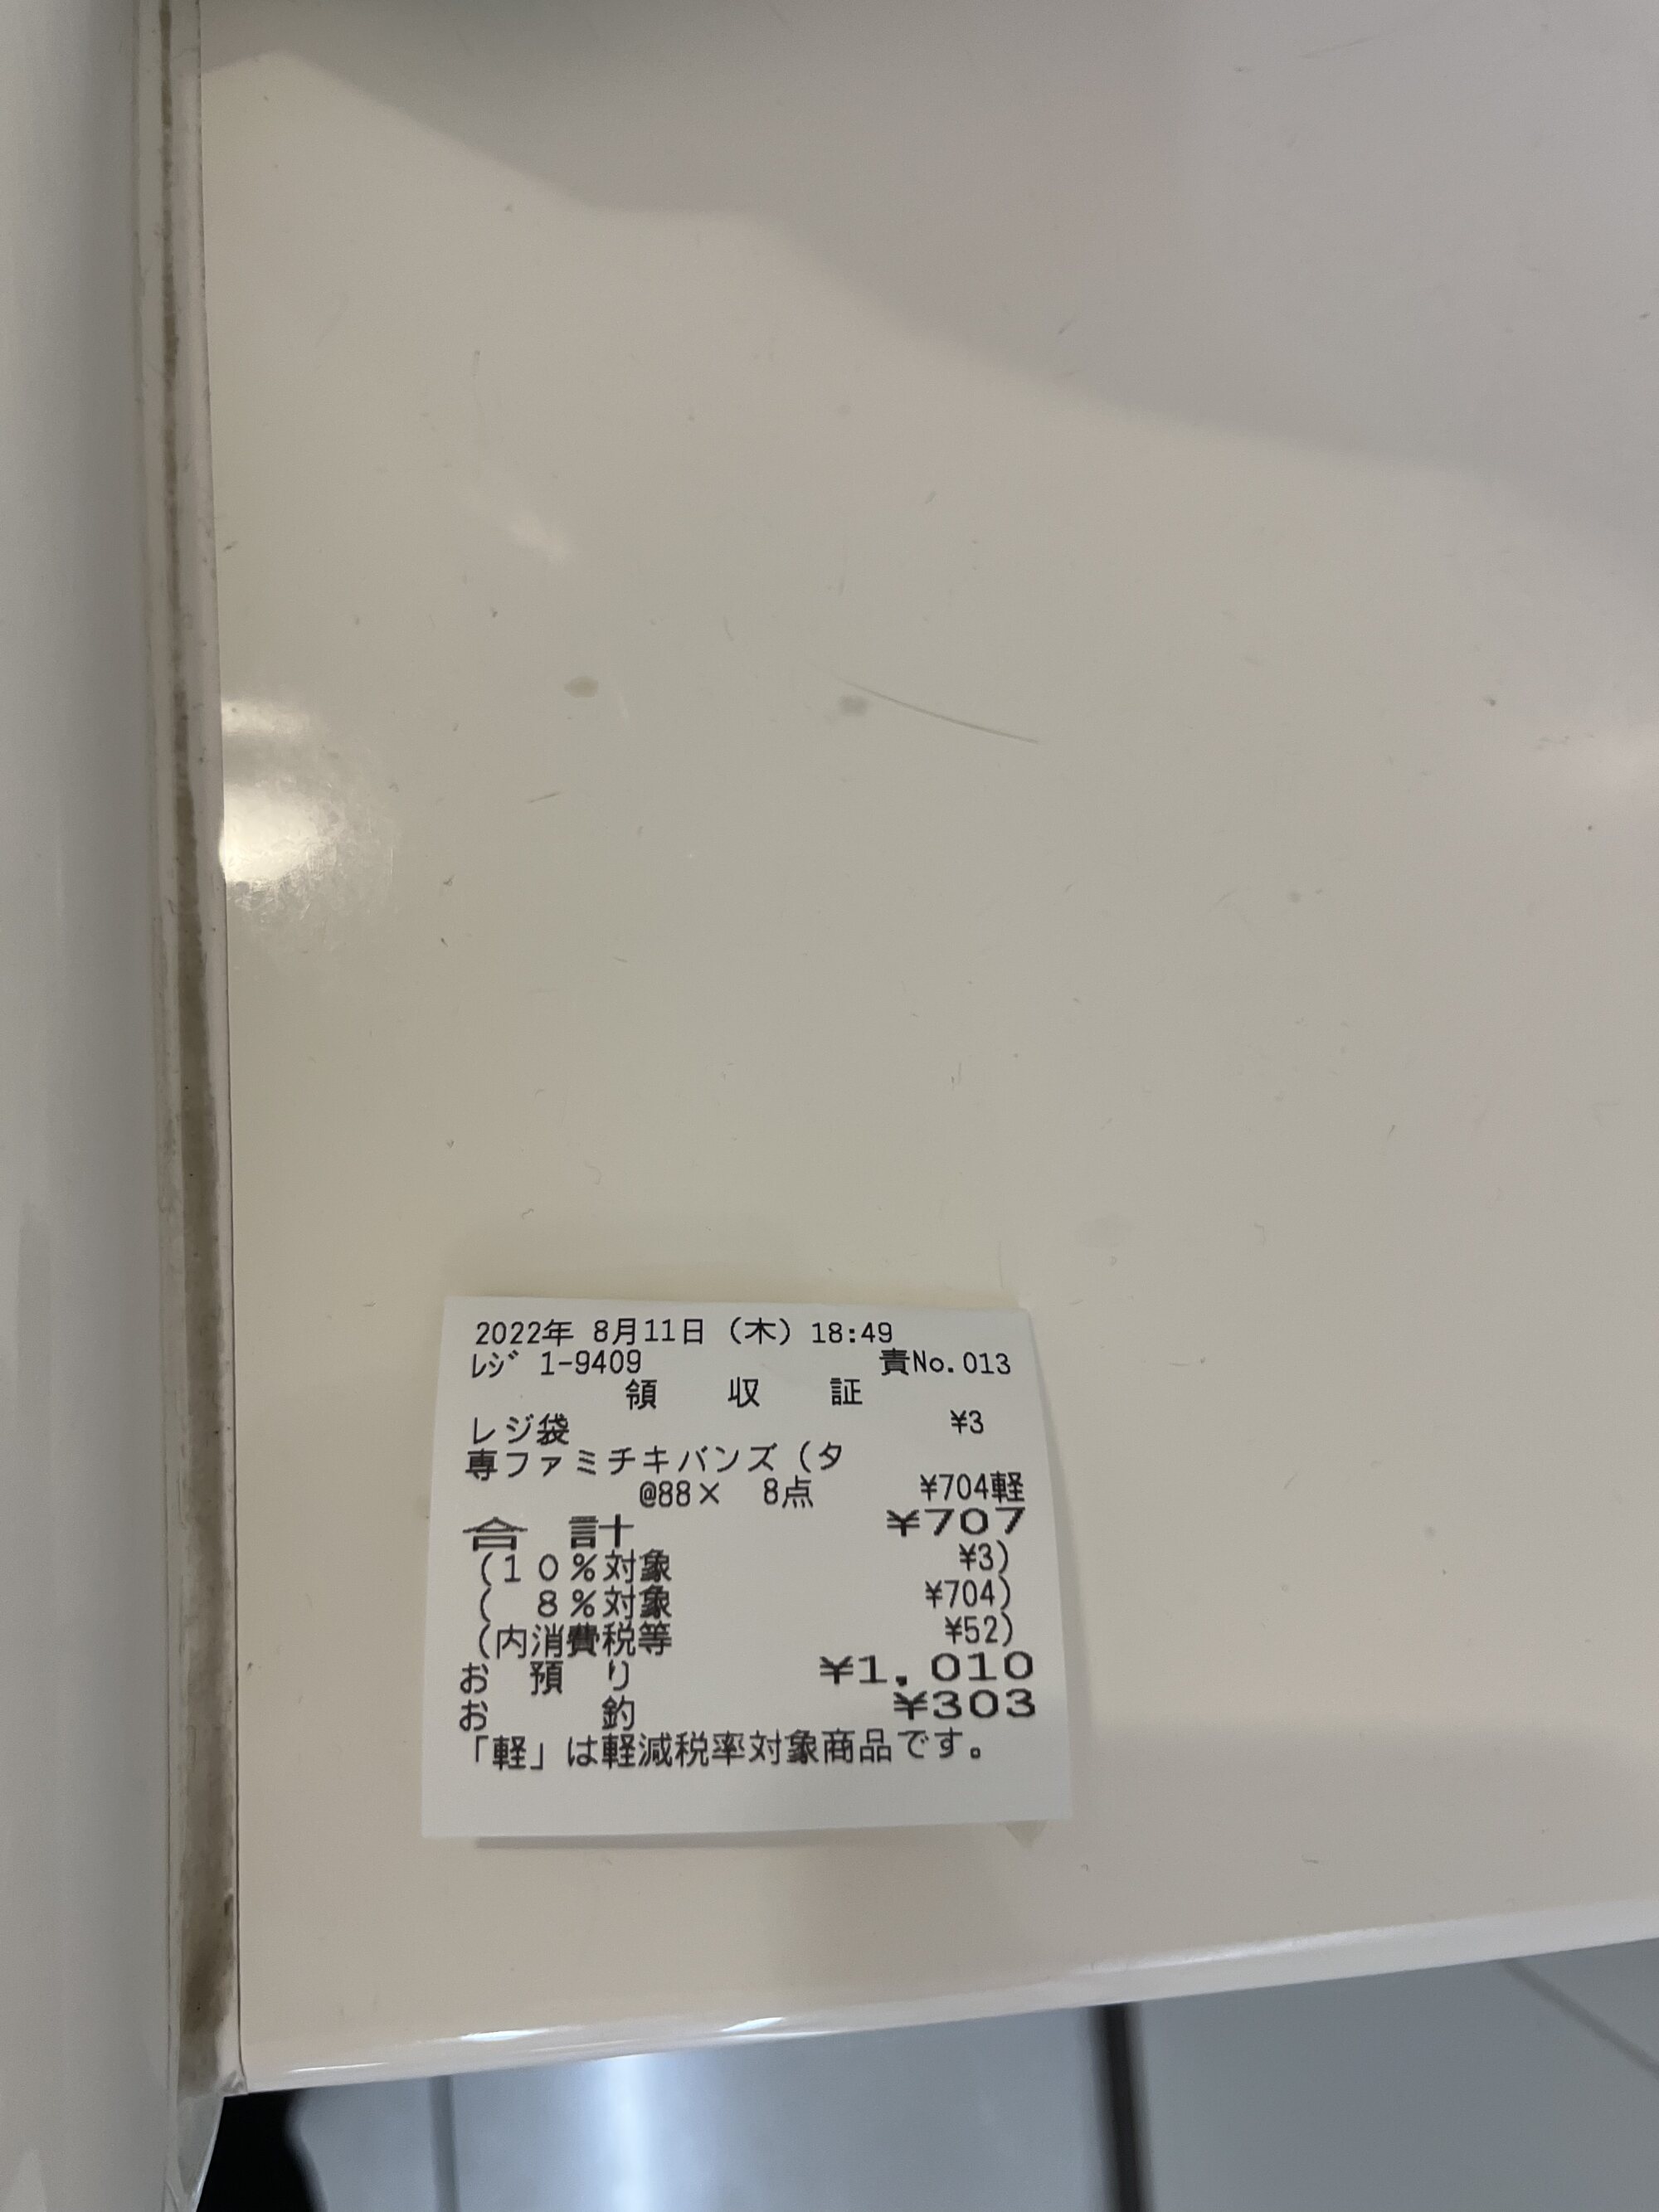 2022年 8月11日（木）18:49
ﾚｼﾞ 1-9409 責No.013
領 収 証
レジ袋 ¥3
専ファミチキバンズ（タ
@88× 8点 ¥704軽
合 計 ¥707
(１０％対象 ¥3)
( ８％対象 ¥704)
(内消費税等 ¥52)
お 預 り ¥1,010
お 釣 ¥303
「軽」は軽減税率対象商品です。